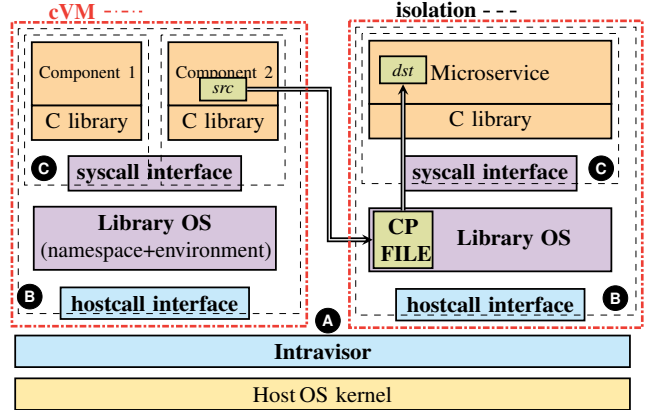 cVM
isolation
Component 1
C library
Component 2
src
C library
dst
Microservice
C library
C
syscall interface
syscall interface
C
Library OS
(namespace+environment)
CP
FILE
Library OS
B
hostcall interface
hostcall interface
B
A
Intravisor
Host OS kernel